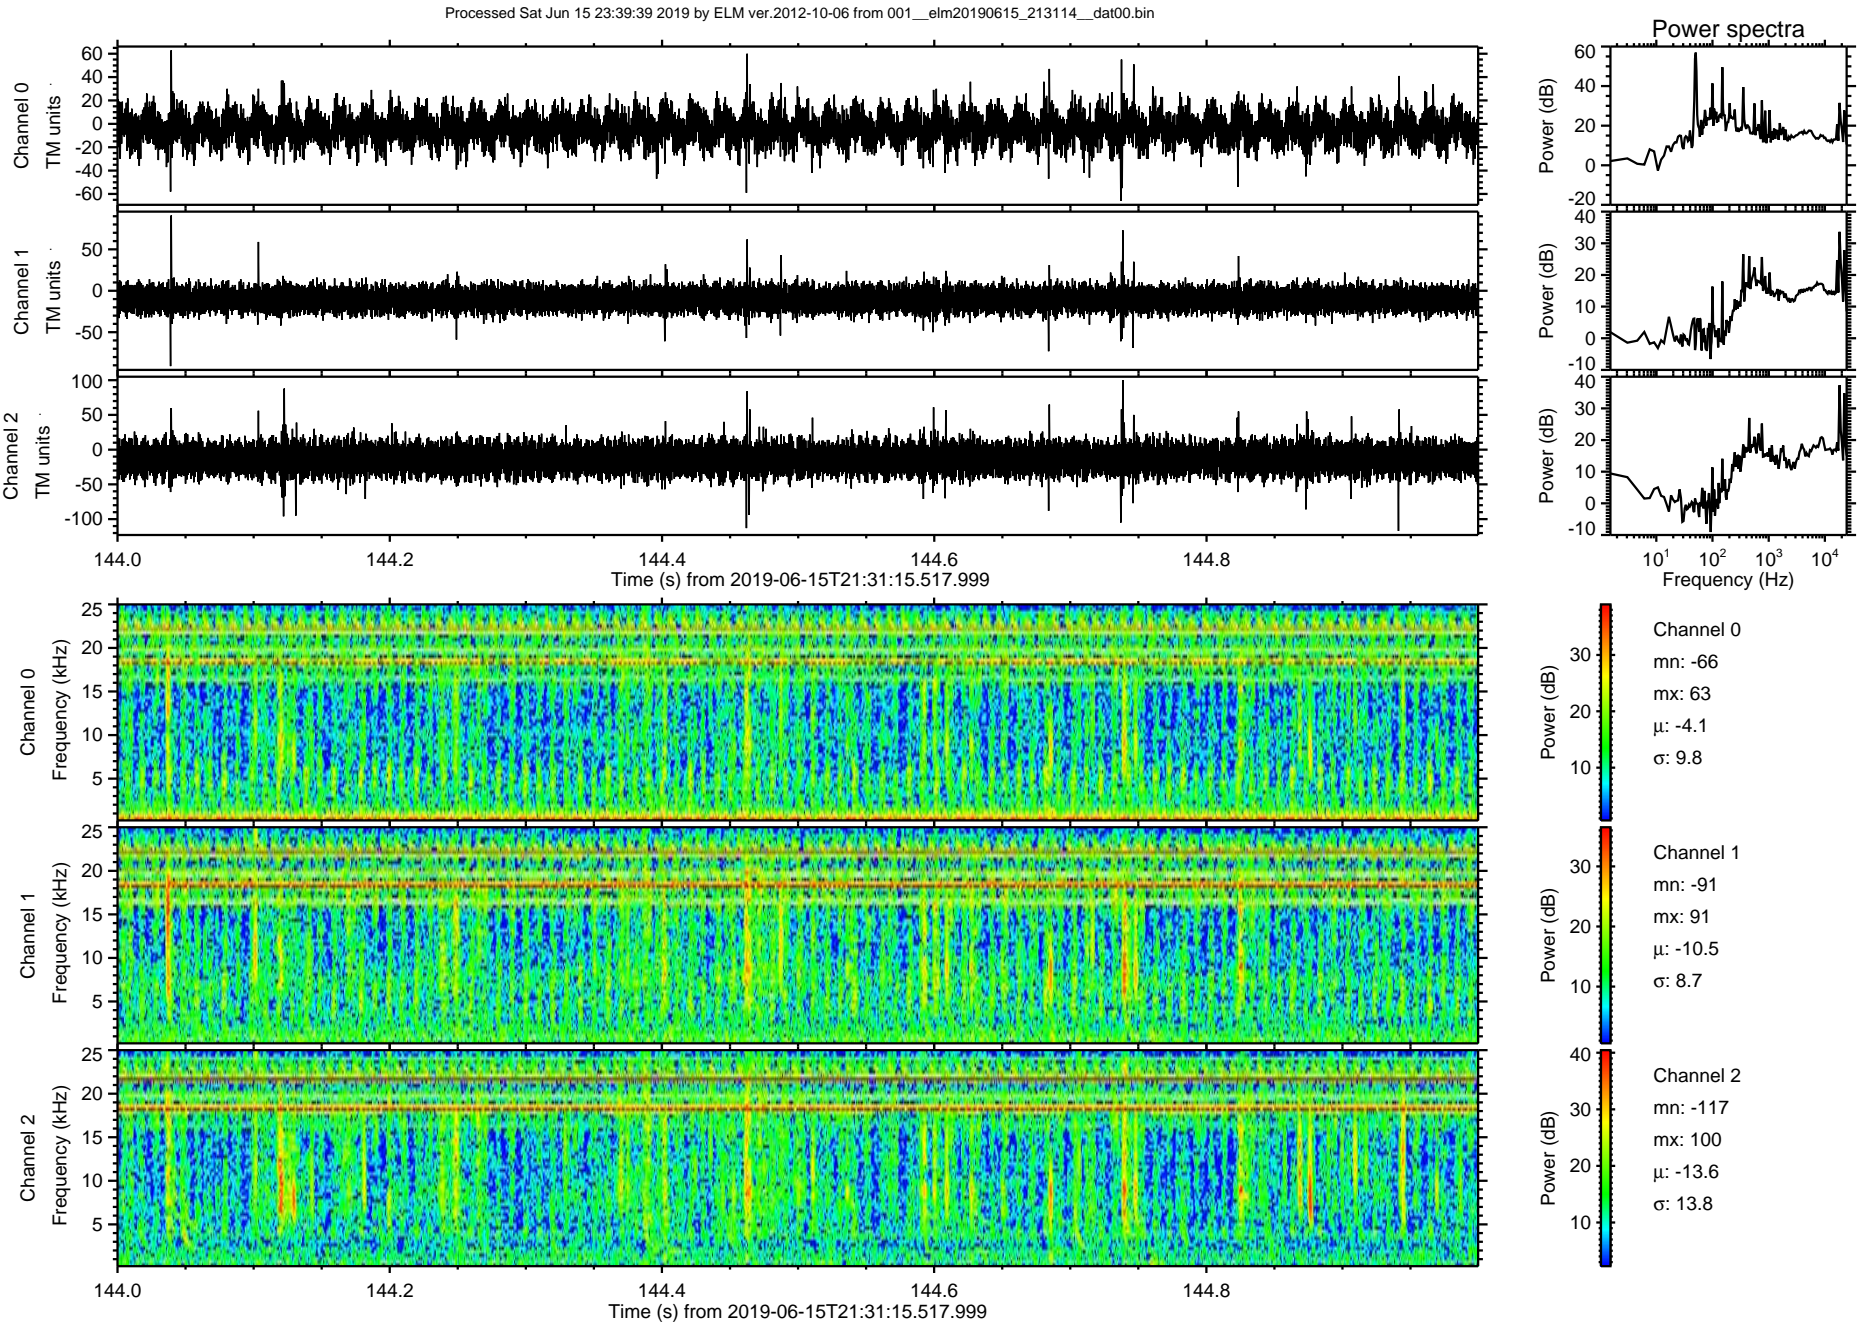 Processed Sat Jun 15 23:39:39 2019 by ELM ver.2012-10-06 from 001__elm20190615_213114__dat00.bin
Power spectra
Channel 0
TM units
60
40
20
0
-20
-40
-60
Power (dB)
60
40
20
0
-20
Channel 1
TM units
50
0
-50
Power (dB)
40
30
20
10
0
-10
Channel 2
TM units
100
50
0
-50
-100
Power (dB)
40
30
20
10
0
-10
144.0 144.2 144.4 144.6 144.8
Time (s) from 2019-06-15T21:31:15.517.999
10¹ 10² 10³ 10⁴
Frequency (Hz)
Channel 0
Frequency (kHz)
25
20
15
10
5
Power (dB)
30
20
10
Channel 0
mn: -66
mx: 63
μ: -4.1
σ: 9.8
Channel 1
Frequency (kHz)
25
20
15
10
5
Power (dB)
30
20
10
Channel 1
mn: -91
mx: 91
μ: -10.5
σ: 8.7
Channel 2
Frequency (kHz)
25
20
15
10
5
Power (dB)
40
30
20
10
Channel 2
mn: -117
mx: 100
μ: -13.6
σ: 13.8
144.0 144.2 144.4 144.6 144.8
Time (s) from 2019-06-15T21:31:15.517.999